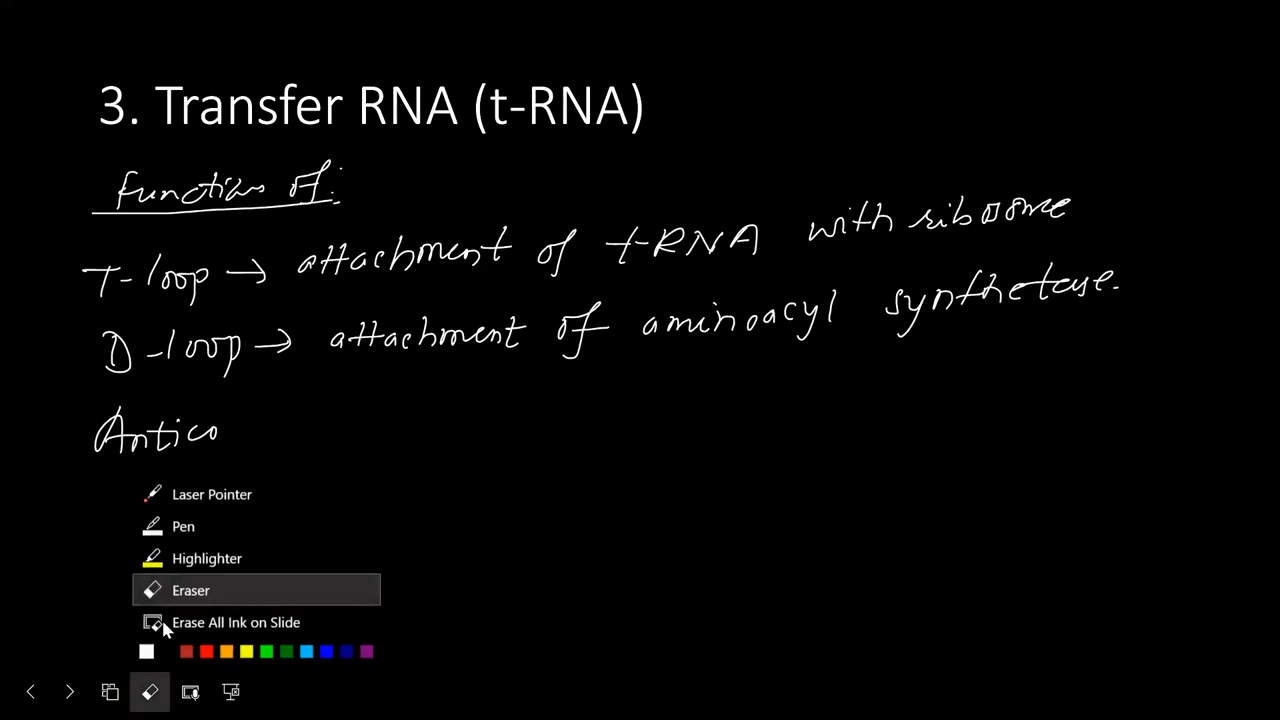 3. Transfer RNA (t-RNA)
Functions of:
T-loop → attachment of t-RNA with ribosome
D-loop → attachment of aminoacyl synthetase.
Antico
Laser Pointer
Pen
Highlighter
Eraser
Erase All Ink on Slide